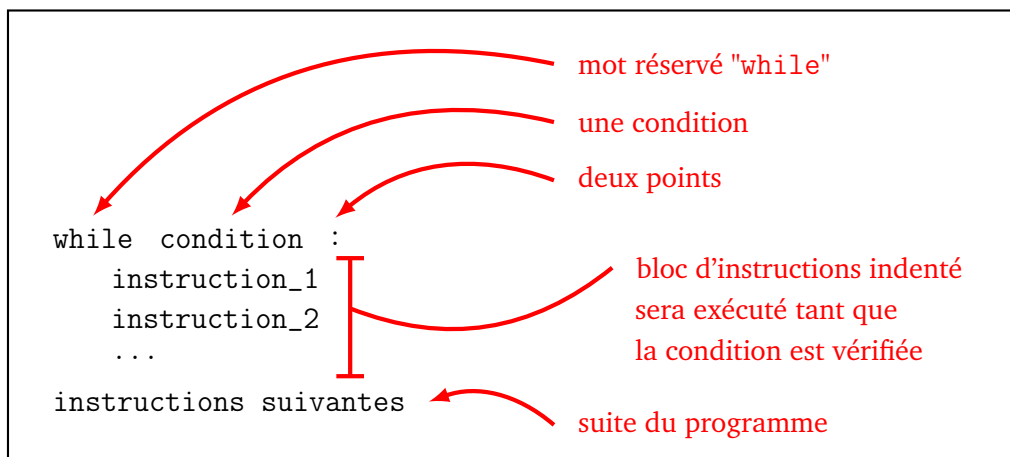 mot réservé "while"
une condition
deux points
while condition :
instruction_1
instruction_2
...
bloc d'instructions indenté
sera exécuté tant que
la condition est vérifiée
instructions suivantes
suite du programme